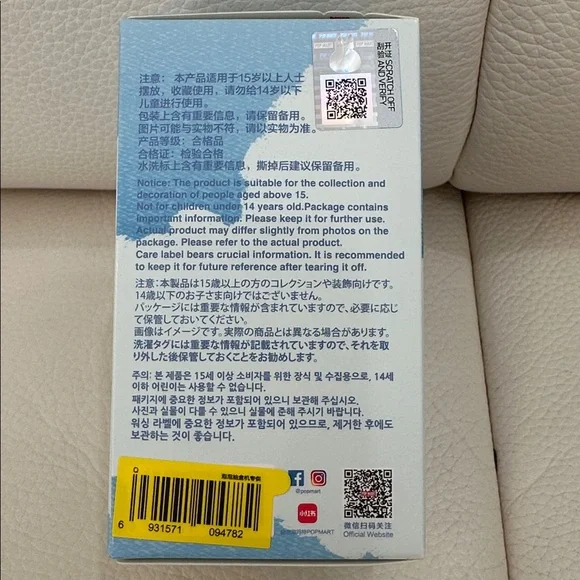 开证 SCRATCH OFF
刮验 AND VERIFY
注意：本产品适用于15岁以上人士
摆放，收藏使用，请勿给14岁以下
儿童进行使用。
包装上含有重要信息，请保留备用。
图片可能与实物不符，请以实物为准。
产品等级：合格品
合格证：检验合格
水洗标上含有重要信息，撕掉后建议保留备用。
Notice: The product is suitable for the collection and
decoration of people aged above 15.
Not for children under 14 years old.Package contains
important information. Please keep it for further use.
Actual product may differ slightly from photos on the
package. Please refer to the actual product.
Care label bears crucial information. It is recommended
to keep it for future reference after tearing it off.
注意：本製品は15歳以上の方のコレクションや装飾向けです。
14歳以下のお子さま向けではございません。
パッケージには重要な情報が含まれていますので、必要に応じ
て保管しておいてください。
画像はイメージです。実際の商品とは異なる場合があります。
洗濯タグには重要な情報が記載されていますので、それを取
り外した後保管しておくことをお勧めします。
주의: 본 제품은 15세 이상 소비자를 위한 장식 및 수집용으로, 14세
이하 어린이는 사용할 수 없습니다.
패키지에 중요한 정보가 포함되어 있으니 보관해 주십시오.
사진과 실물이 다를 수 있으니 실물에 준해 주시기 바랍니다.
워싱 라벨에 중요한 정보가 포함되어 있으므로, 제거한 후에도
보관하는 것이 좋습니다.
6 931571 094782
@popmart
小红书
POPMART
微信扫码关注
Official Website